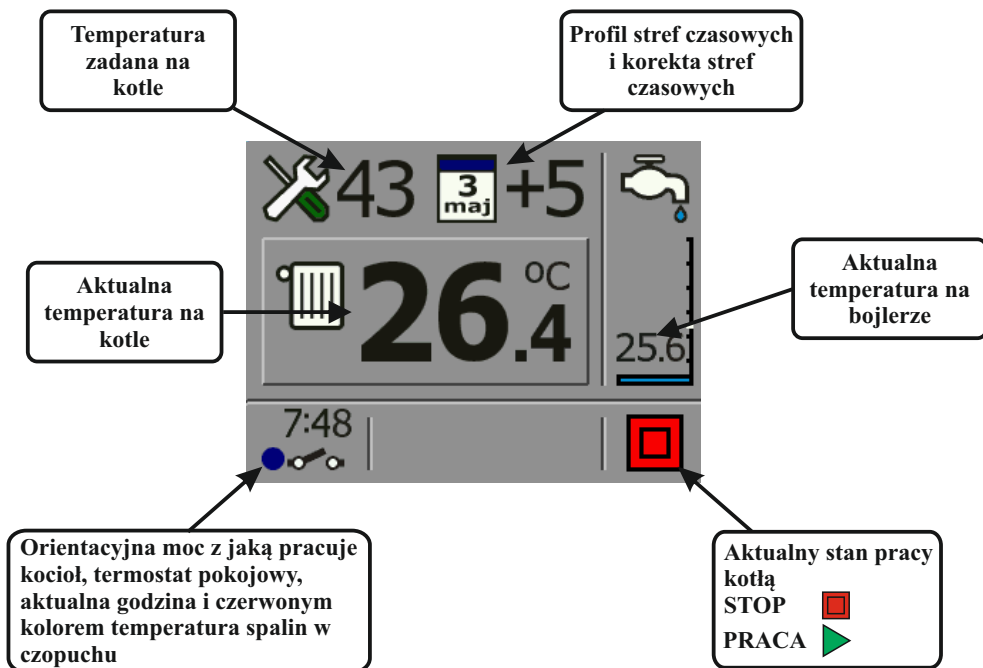 Temperatura
zadana na
kotle
Profil stref czasowych
i korekta stref
czasowych
43
3
maj
+5
Aktualna
temperatura na
kotle
26.4
°C
Aktualna
temperatura na
bojlerze
25.6
7:48
Orientacyjna moc z jaką pracuje
kocioł, termostat pokojowy,
aktualna godzina i czerwonym
kolorem temperatura spalin w
czopuchu
Aktualny stan pracy
kotłą
STOP
PRACA